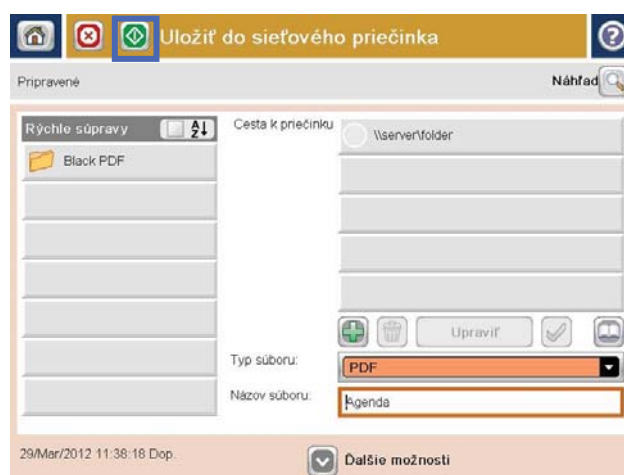 Uložiť do sieťového priečinka
Pripravené
Náhľad
Rýchle súpravy
Cesta k priečinku
\\server\folder
Black PDF
Upraviť
Typ súboru:
PDF
Názov súboru:
Agenda
29/Mar/2012 11:38:18 Dop.
Ďalšie možnosti